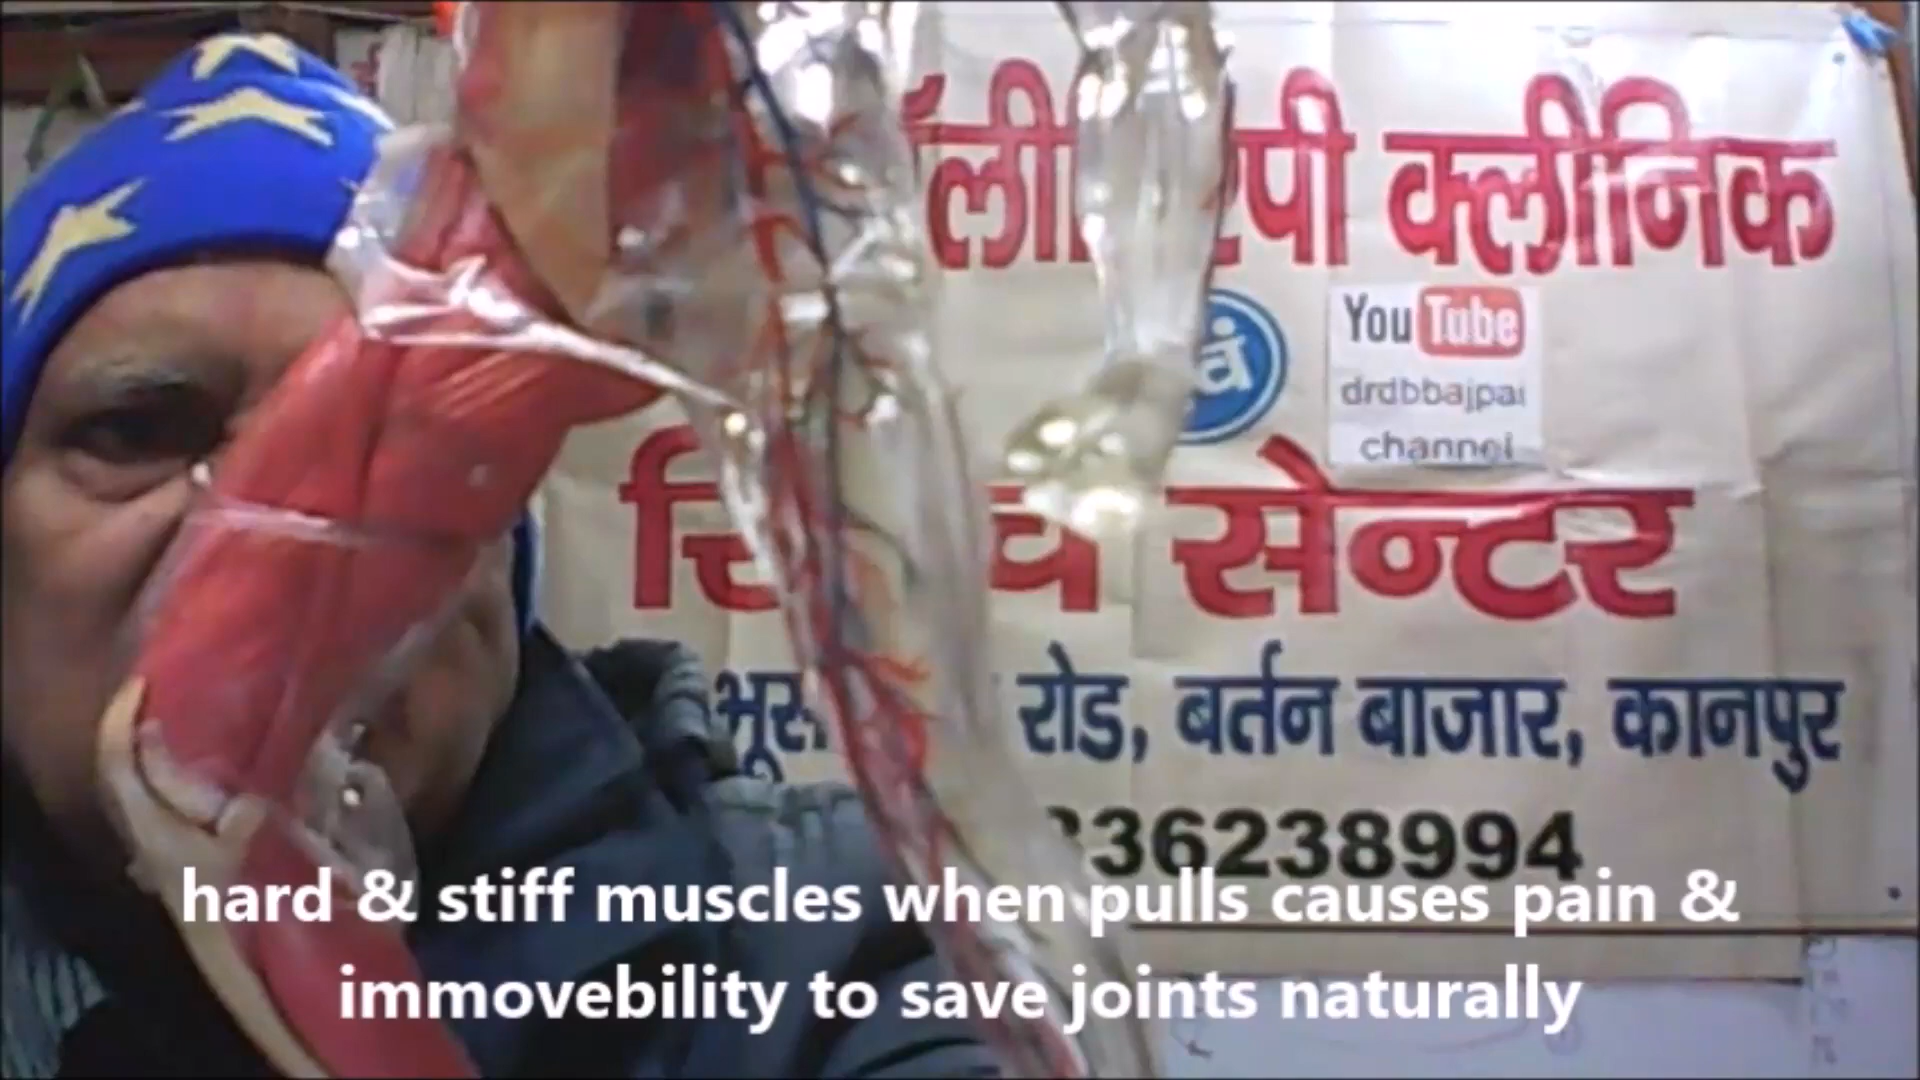 क्लीनिक
एवं
You Tube
drdbbajpai
channel
सेन्टर
रोड, बर्तन बाजार, कानपुर
36238994
hard & stiff muscles when pulls causes pain &
immovebility to save joints naturally